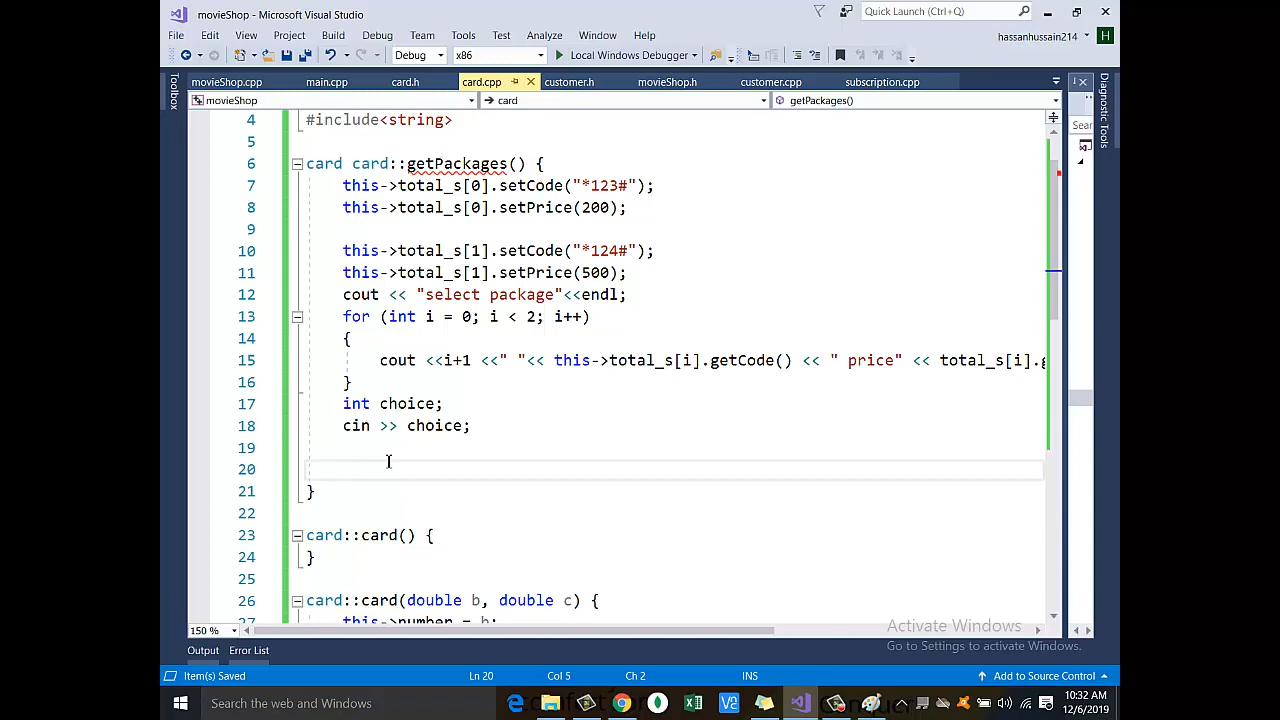 movieShop - Microsoft Visual Studio
Quick Launch (Ctrl+Q)
File Edit View Project Build Debug Team Tools Test Analyze Window Help
hassanhussain214 H
Debug x86 Local Windows Debugger
Toolbox
movieShop.cpp main.cpp card.h card.cpp customer.h movieShop.h customer.cpp subscription.cpp
Diagnostic Tools
movieShop card getPackages()
Sear
4 #include<string>
5
6 card card::getPackages() {
7 this->total_s[0].setCode("*123#");
8 this->total_s[0].setPrice(200);
9
10 this->total_s[1].setCode("*124#");
11 this->total_s[1].setPrice(500);
12 cout << "select package"<<endl;
13 for (int i = 0; i < 2; i++)
14 {
15 cout <<i+1 <<" "<< this->total_s[i].getCode() << " price" << total_s[i].g
16 }
17 int choice;
18 cin >> choice;
19
20
21 }
22
23 card::card() {
24 }
25
26 card::card(double b, double c) {
27 this->number = b;
150 %
Activate Windows
Go to Settings to activate Windows.
Output Error List
Item(s) Saved Ln 20 Col 5 Ch 2 INS Add to Source Control
Search the web and Windows
10:32 AM
12/6/2019